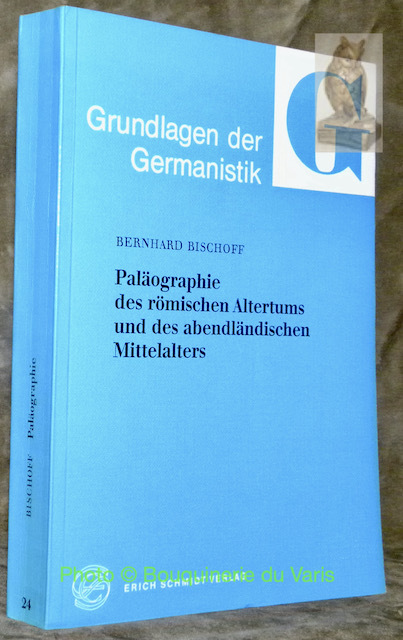 Grundlagen der
Germanistik
G
BERNHARD BISCHOFF
Paläographie
des römischen Altertums
und des abendländischen
Mittelalters
ERICH SCHMIDT VERLAG
BISCHOFF Paläographie
24
Photo © Bouquinerie du Varis